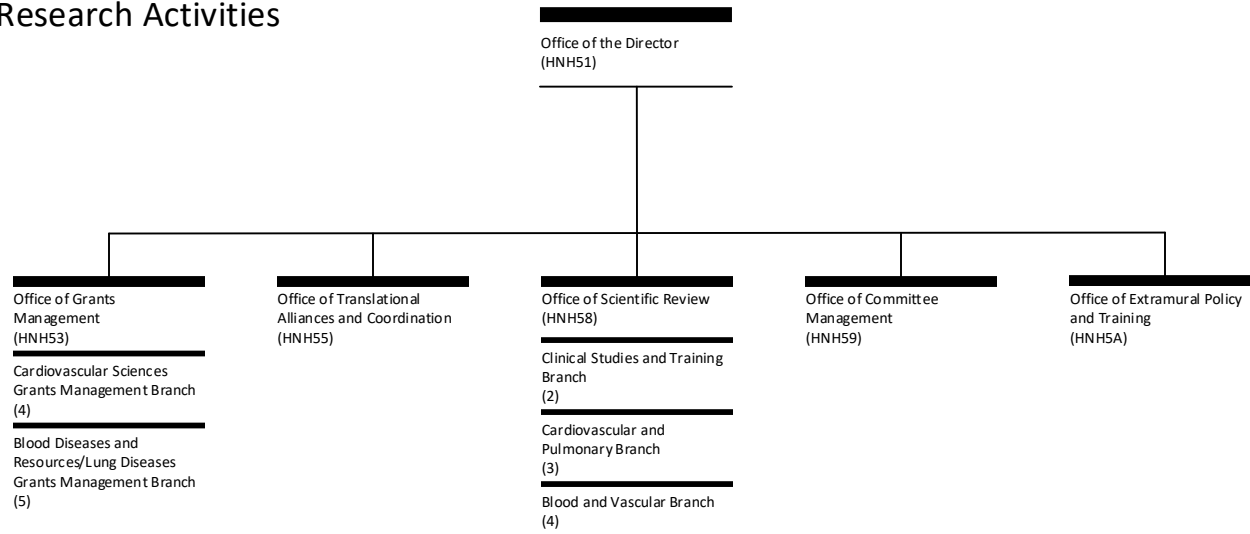 Research Activities
Office of the Director
(HNH51)
Office of Grants
Management
(HNH53)
Cardiovascular Sciences
Grants Management Branch
(4)
Blood Diseases and
Resources/Lung Diseases
Grants Management Branch
(5)
Office of Translational
Alliances and Coordination
(HNH55)
Office of Scientific Review
(HNH58)
Clinical Studies and Training
Branch
(2)
Cardiovascular and
Pulmonary Branch
(3)
Blood and Vascular Branch
(4)
Office of Committee
Management
(HNH59)
Office of Extramural Policy
and Training
(HNH5A)